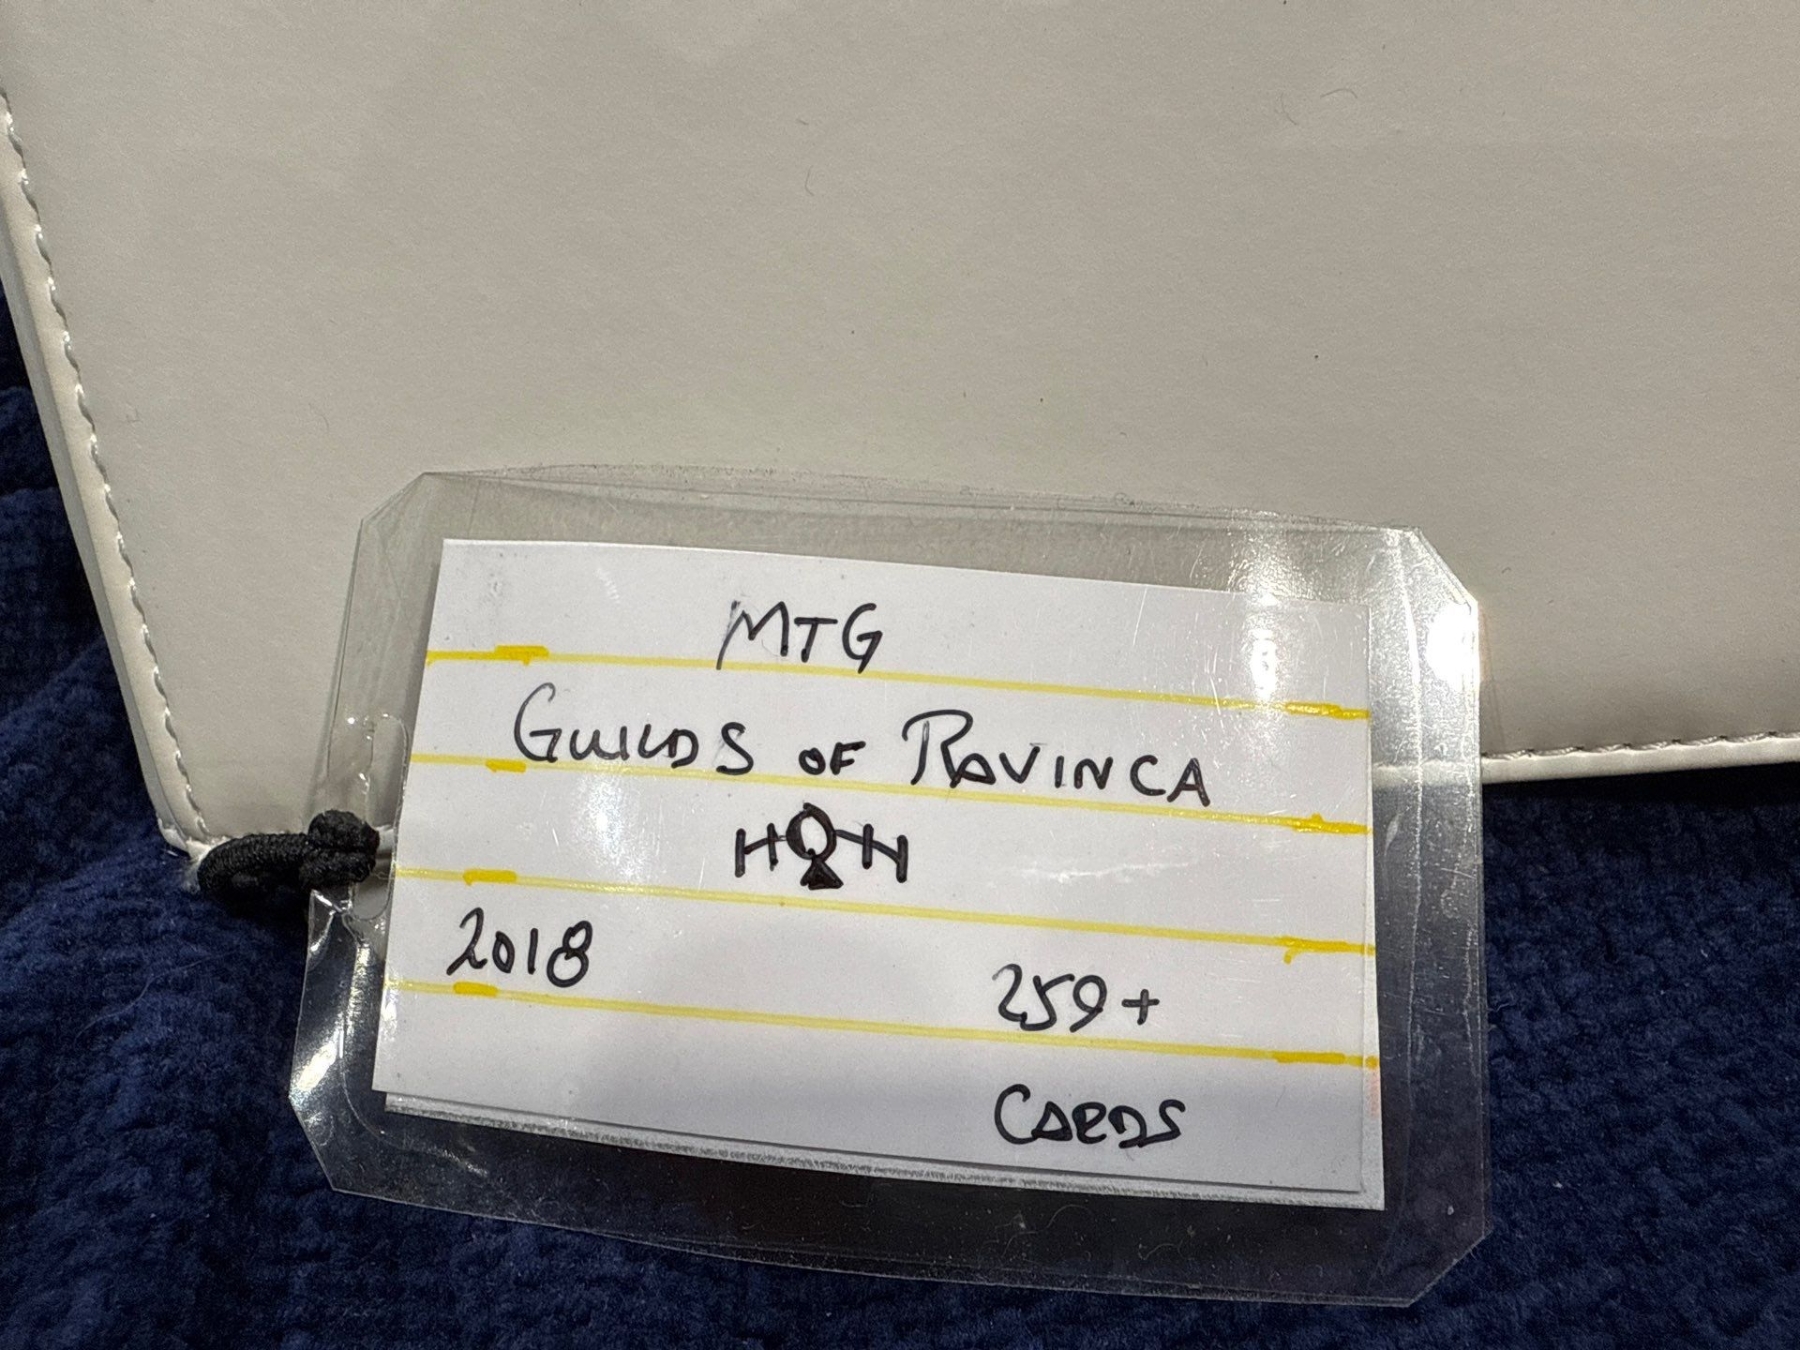 MTG
GUILDS OF RAVINCA
2018
259+
CARDS